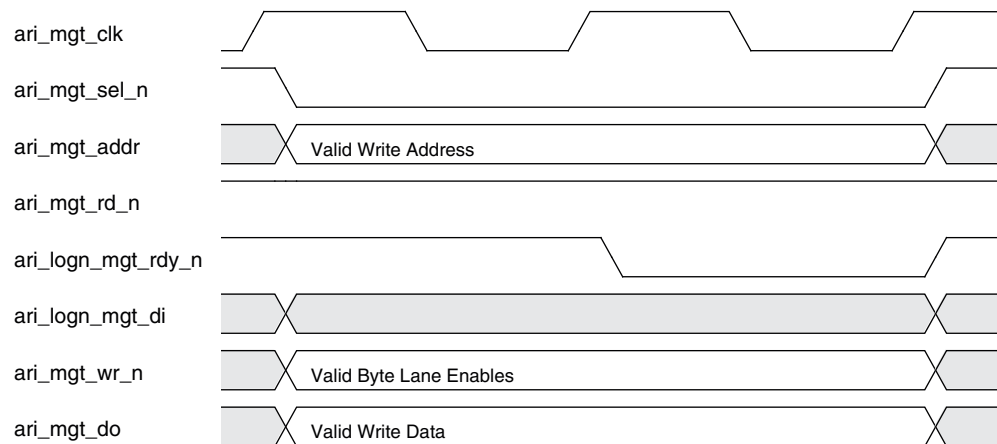 ari_mgt_clk
ari_mgt_sel_n
ari_mgt_addr Valid Write Address
ari_mgt_rd_n
ari_logn_mgt_rdy_n
ari_logn_mgt_di
ari_mgt_wr_n Valid Byte Lane Enables
ari_mgt_do Valid Write Data